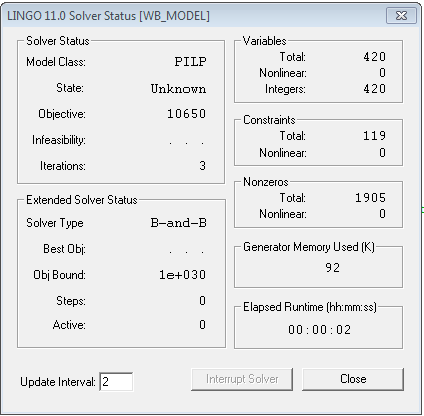 LINGO 11.0 Solver Status [WB_MODEL]
Solver Status
Model Class: PILP
State: Unknown
Objective: 10650
Infeasibility: . . .
Iterations: 3
Extended Solver Status
Solver Type B-and-B
Best Obj: . . .
Obj Bound: 1e+030
Steps: 0
Active: 0
Variables
Total: 420
Nonlinear: 0
Integers: 420
Constraints
Total: 119
Nonlinear: 0
Nonzeros
Total: 1905
Nonlinear: 0
Generator Memory Used (K)
92
Elapsed Runtime (hh:mm:ss)
00:00:02
Update Interval: 2
Interrupt Solver
Close